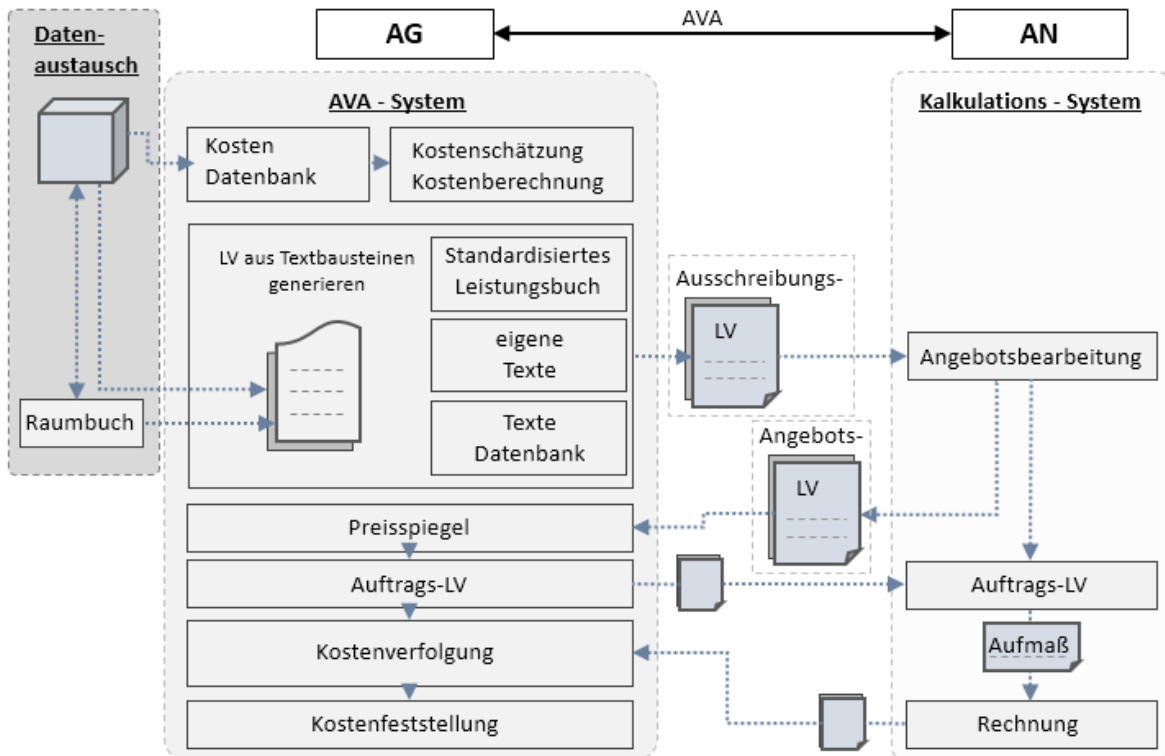 Daten-
austausch
AG
AVA
AN
AVA - System
Kalkulations - System
Kosten
Datenbank
Kostenschätzung
Kostenberechnung
LV aus Textbausteinen
generieren
Standardisiertes
Leistungsbuch
eigene
Texte
Texte
Datenbank
Raumbuch
Ausschreibungs-
LV
Angebotsbearbeitung
Angebots-
LV
Preisspiegel
Auftrags-LV
Auftrags-LV
Aufmaß
Kostenverfolgung
Kostenfeststellung
Rechnung